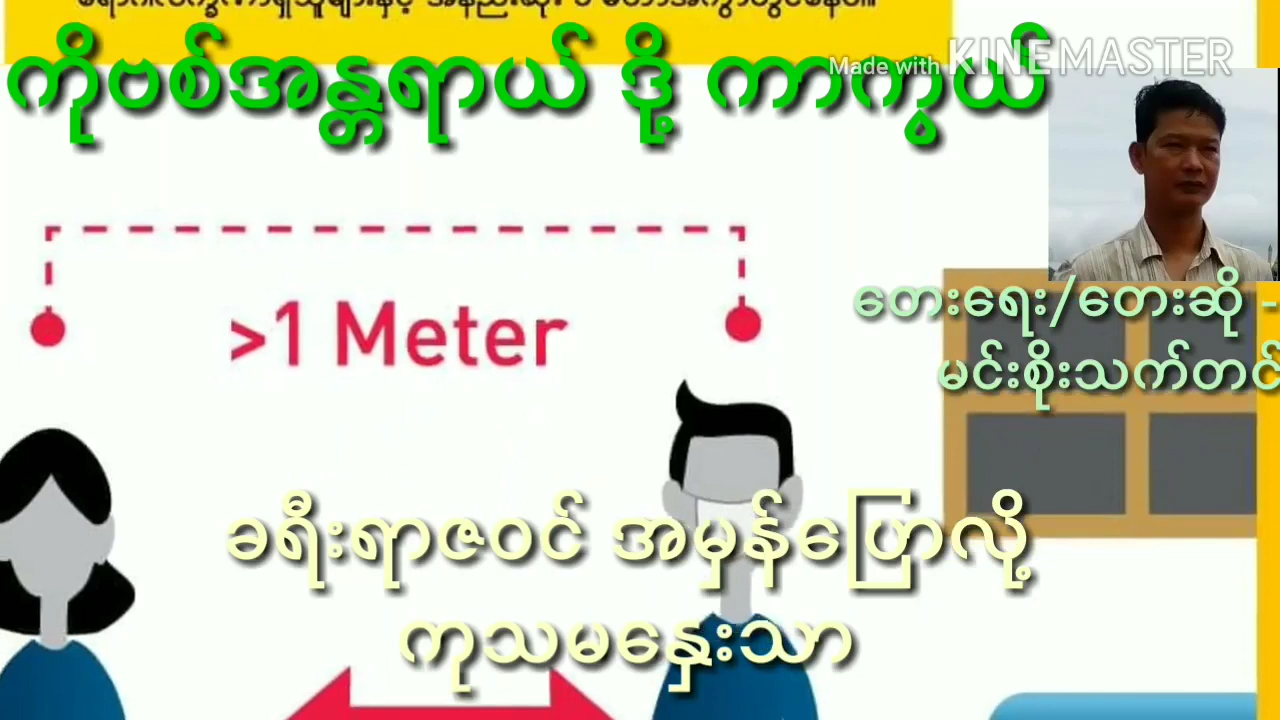 ကိုဗစ်အန္တရာယ် ဒို့ ကာကွယ်
Made with KINEMASTER
>1 Meter
တေးရေး/တေးဆို -
မင်းစိုးသက်တင်
ခရီးရာဇဝင် အမှန်ပြောလို့
ကုသမနှေးသာ